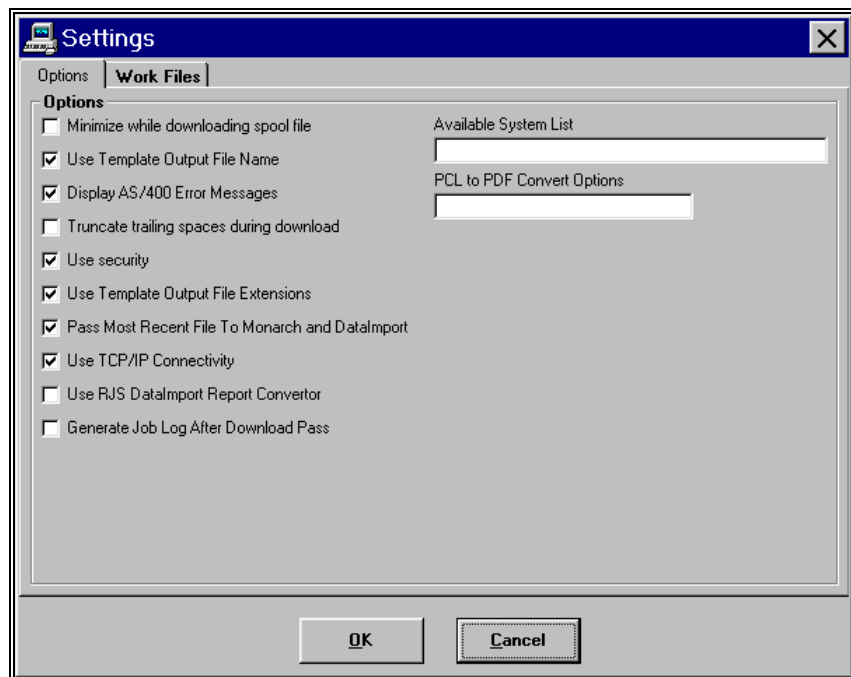 Settings
Options Work Files
Options
Minimize while downloading spool file
Use Template Output File Name
Display AS/400 Error Messages
Truncate trailing spaces during download
Use security
Use Template Output File Extensions
Pass Most Recent File To Monarch and DataImport
Use TCP/IP Connectivity
Use RJS DataImport Report Convertor
Generate Job Log After Download Pass
Available System List
PCL to PDF Convert Options
OK Cancel